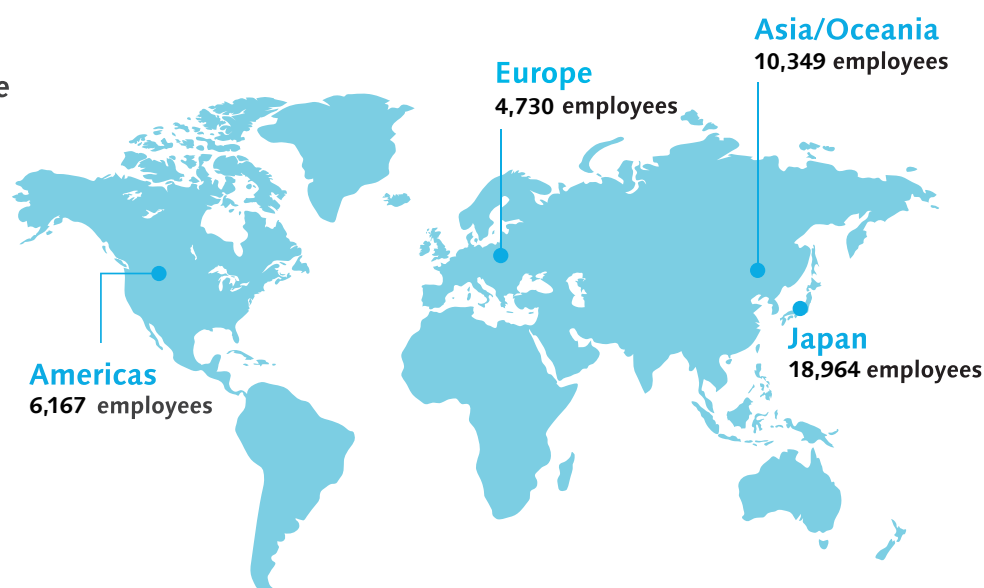 Asia/Oceania
10,349 employees
Europe
4,730 employees
e
Japan
18,964 employees
Americas
6,167 employees